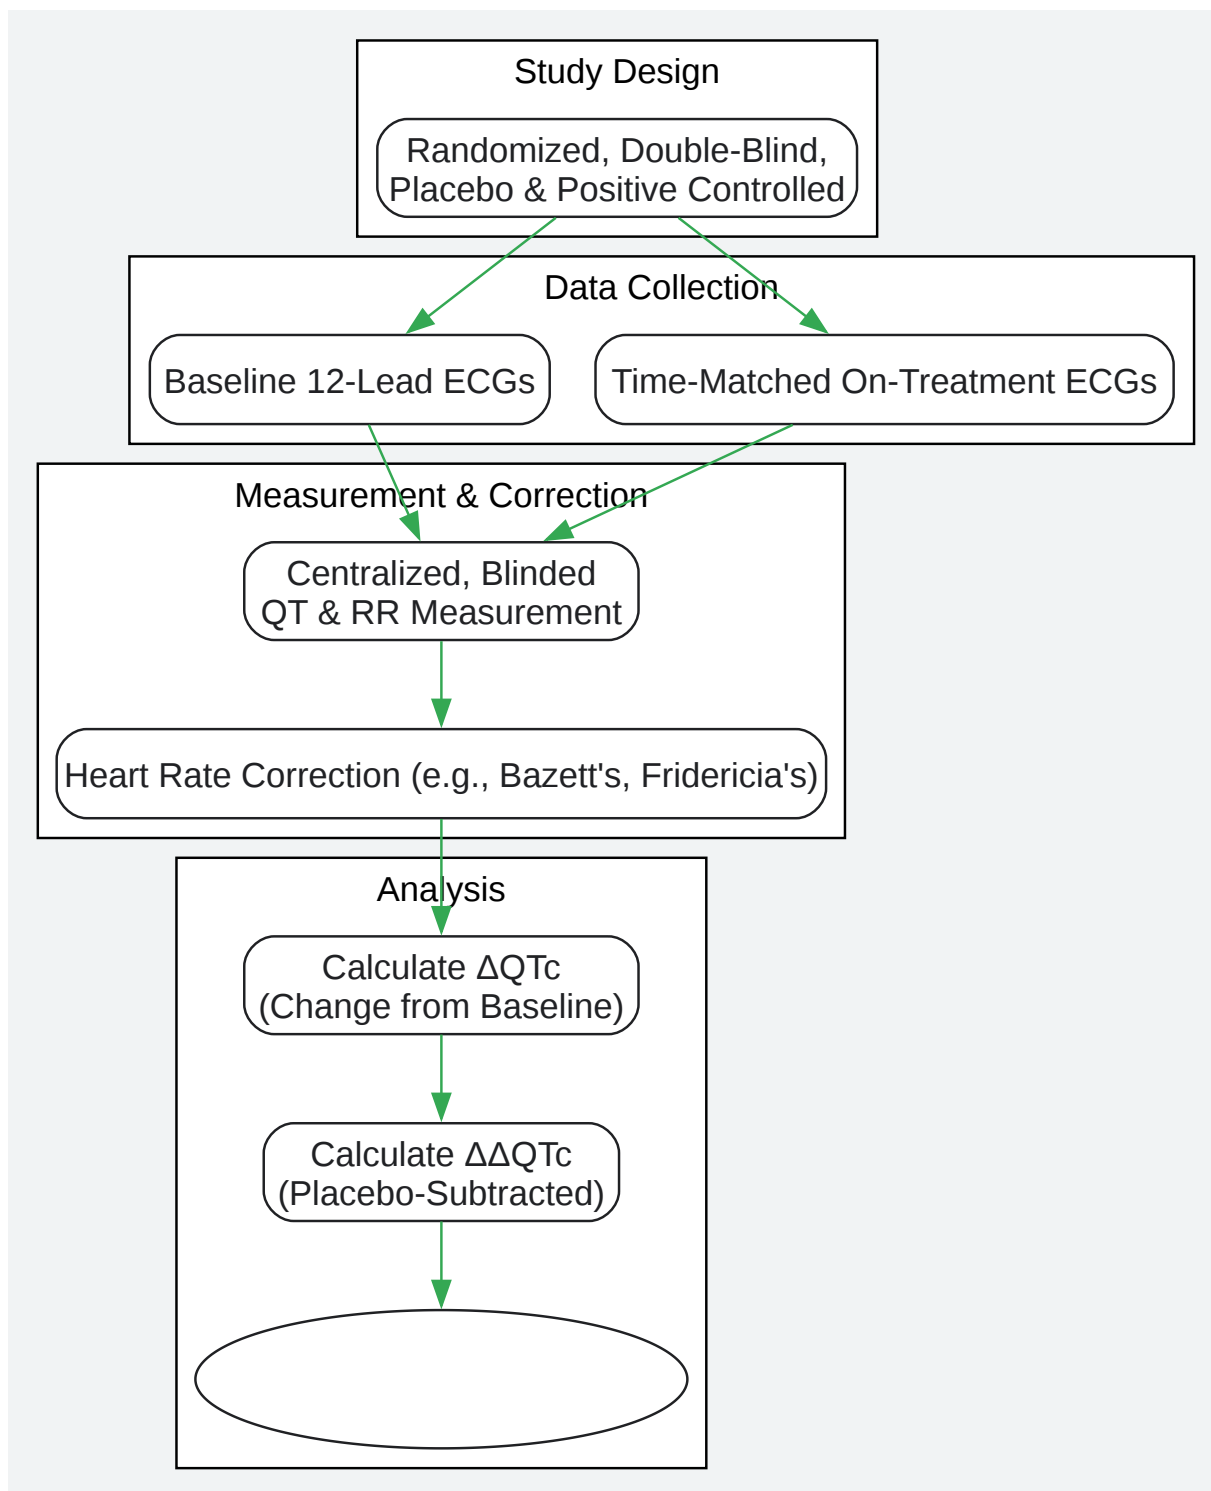 Study Design
Randomized, Double-Blind,
Placebo & Positive Controlled
Data Collection
Baseline 12-Lead ECGs
Time-Matched On-Treatment ECGs
Measurement & Correction
Centralized, Blinded
QT & RR Measurement
Heart Rate Correction (e.g., Bazett's, Fridericia's)
Analysis
Calculate ΔQTc
(Change from Baseline)
Calculate ΔΔQTc
(Placebo-Subtracted)